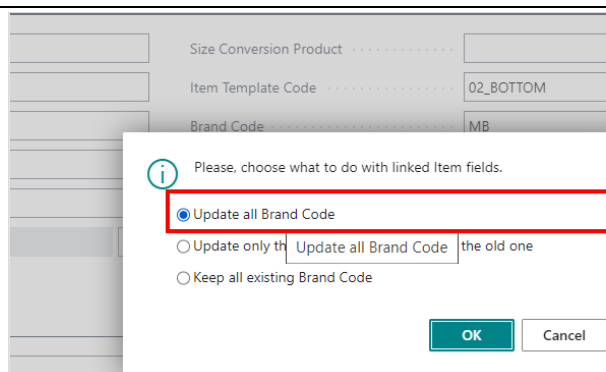 Size Conversion Product
Item Template Code 02_BOTTOM
Brand Code MB
Please, choose what to do with linked Item fields.
Update all Brand Code
Update only th Update all Brand Code the old one
Keep all existing Brand Code
OK Cancel